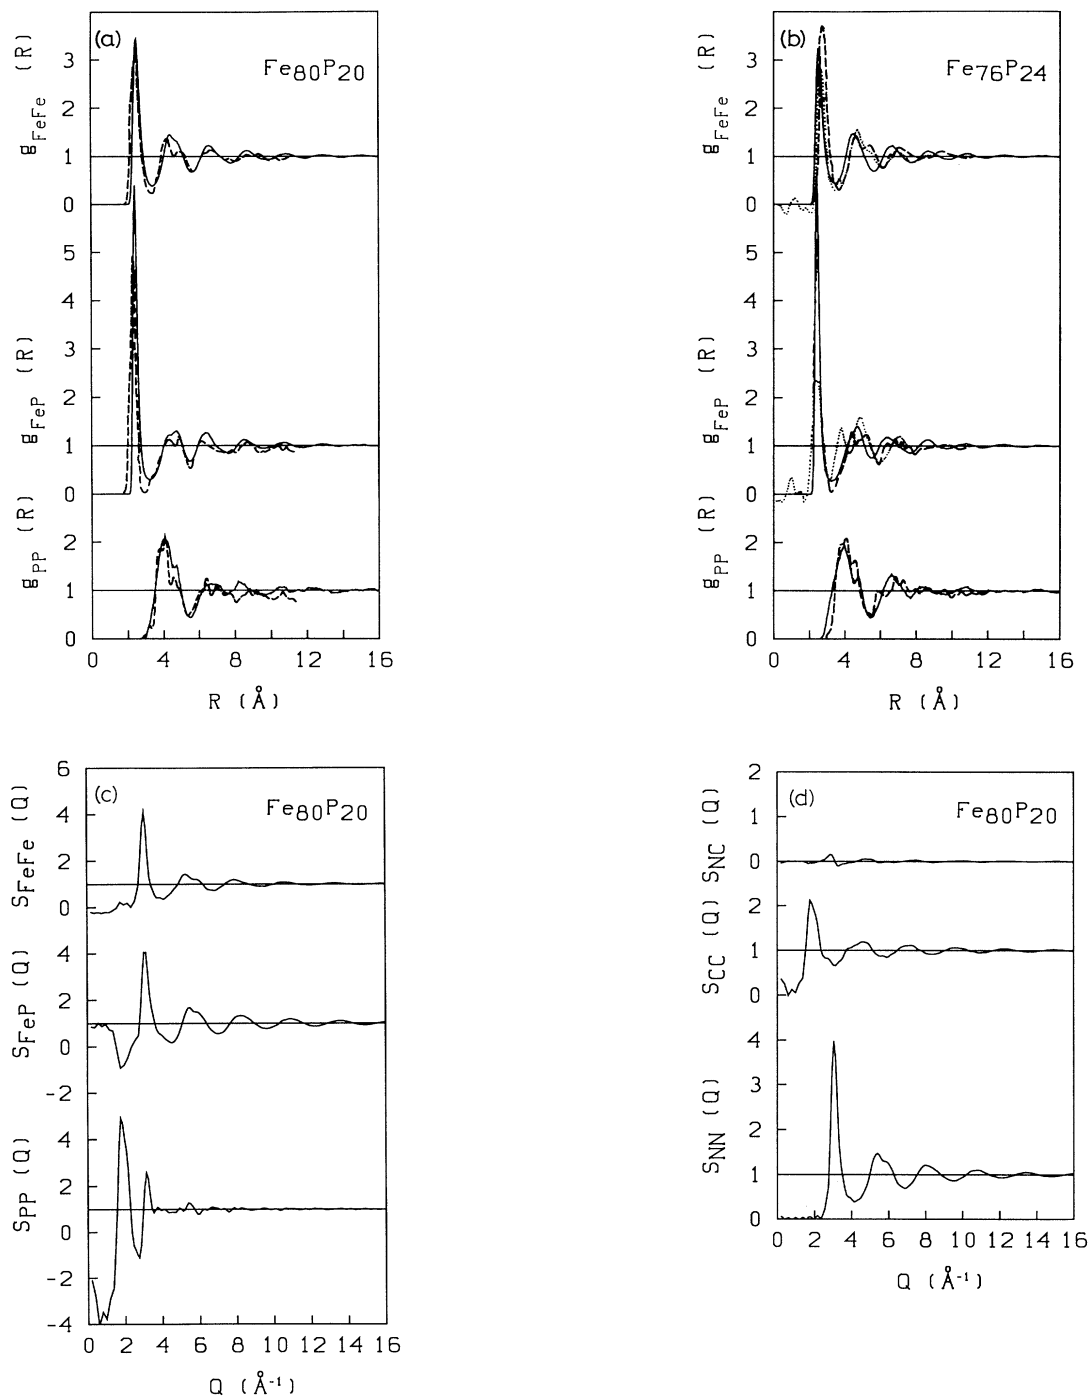 (a)
Fe80P20
gFeFe (R)
3
2
1
0
gFeP (R)
5
4
3
2
1
0
gPP (R)
2
1
0
0 4 8 12 16
R (Å)
(b)
Fe76P24
gFeFe (R)
3
2
1
0
gFeP (R)
5
4
3
2
1
0
gPP (R)
2
1
0
0 4 8 12 16
R (Å)
(c)
Fe80P20
SFeFe (Q)
6
4
2
0
SFeP (Q)
4
2
0
-2
SPP (Q)
4
2
0
-2
-4
0 2 4 6 8 10 12 14 16
Q (Å-1)
(d)
Fe80P20
SNC (Q)
2
1
0
SCC (Q)
2
1
0
SNN (Q)
4
3
2
1
0
0 2 4 6 8 10 12 14 16
Q (Å-1)